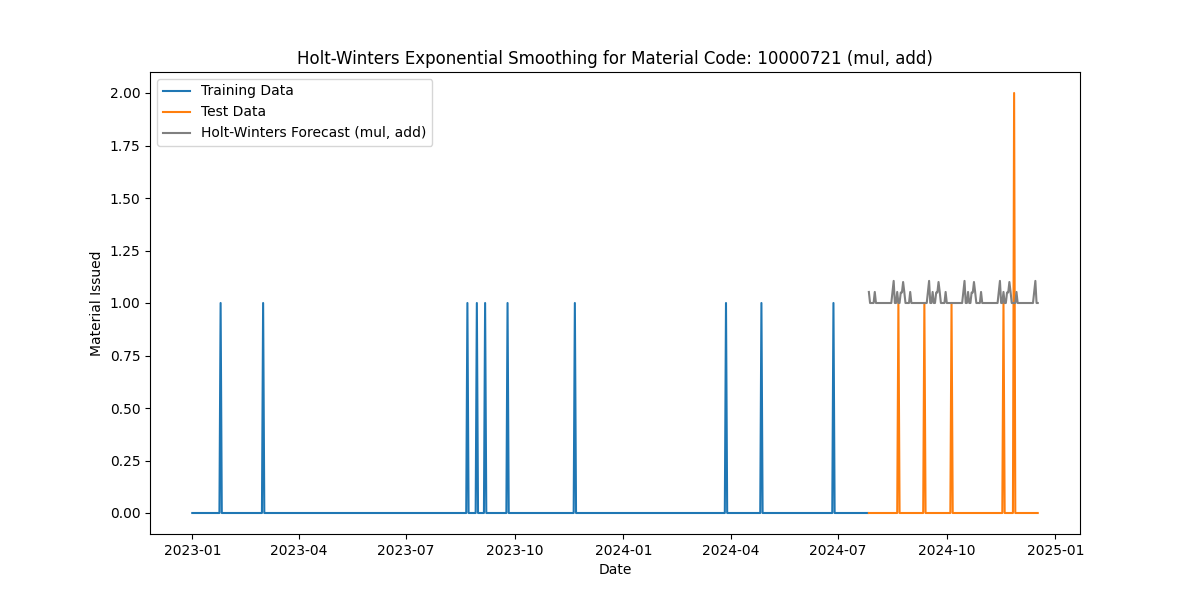 Holt-Winters Exponential Smoothing for Material Code: 10000721 (mul, add)
Training Data
Test Data
Holt-Winters Forecast (mul, add)
Material Issued
2.00
1.75
1.50
1.25
1.00
0.75
0.50
0.25
0.00
2023-01 2023-04 2023-07 2023-10 2024-01 2024-04 2024-07 2024-10 2025-01
Date